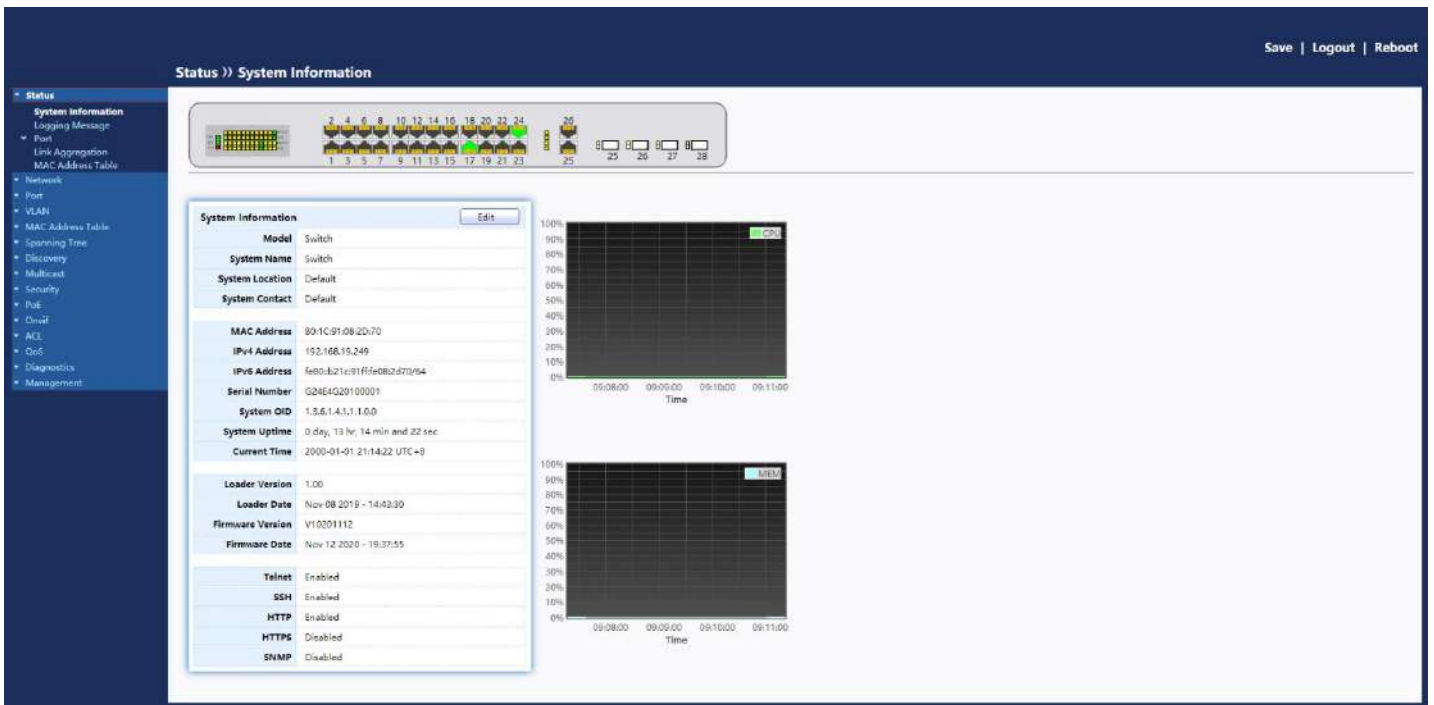 Save | Logout | Reboot
Status 》 System Information
Status
System Information
Logging Message
Port
Link Aggregation
MAC Address Table
Network
Port
VLAN
MAC Address Table
Spanning Tree
Discovery
Multicast
Security
PoE
Onvif
ACL
QoS
Diagnostics
Management
2 4 6 8 10 12 14 16 18 20 22 24 26
1 3 5 7 9 11 13 15 17 19 21 23 25 25 26 27 28
System Information Edit
Model Switch
System Name Switch
System Location Default
System Contact Default
MAC Address 80:1C:91:08:2D:70
IPv4 Address 192.168.19.249
IPv6 Address
Serial Number G24E4G20100001
System OID 1.3.6.1.4.1.1.1.0.0
System Uptime 0 day, 13 hr, 14 min and 22 sec
Current Time 2000-01-01 21:14:22 UTC+8
Loader Version 1.00
Loader Date Nov 08 2019 - 14:43:30
Firmware Version V10201112
Firmware Date Nov 12 2020 - 19:37:55
Telnet Enabled
SSH Enabled
HTTP Enabled
HTTPS Disabled
SNMP Disabled
100%
90%
80%
70%
60%
50%
40%
30%
20%
10%
0%
CPU
09:08:00 09:09:00 09:10:00 09:11:00
Time
100%
90%
80%
70%
60%
50%
40%
30%
20%
10%
0%
MEM
09:08:00 09:09:00 09:10:00 09:11:00
Time